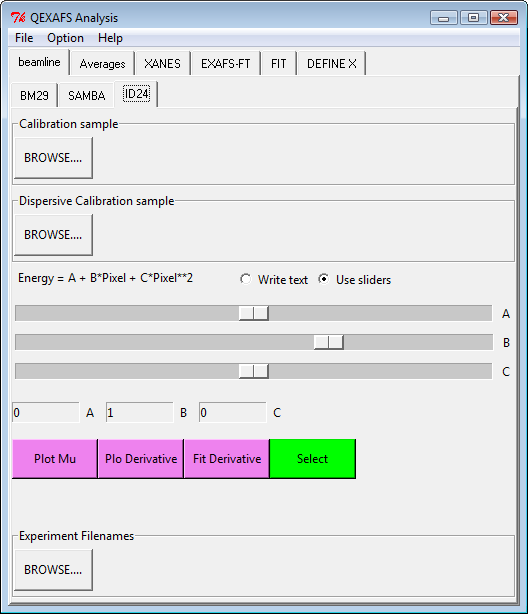 QEXAFS Analysis
File Option Help
beamline Averages XANES EXAFS-FT FIT DEFINE X
BM29 SAMBA ID24
Calibration sample
BROWSE....
Dispersive Calibration sample
BROWSE....
Energy = A + B*Pixel + C*Pixel**2 Write text Use sliders
A
B
C
0 A 1 B 0 C
Plot Mu Plo Derivative Fit Derivative Select
Experiment Filenames
BROWSE....